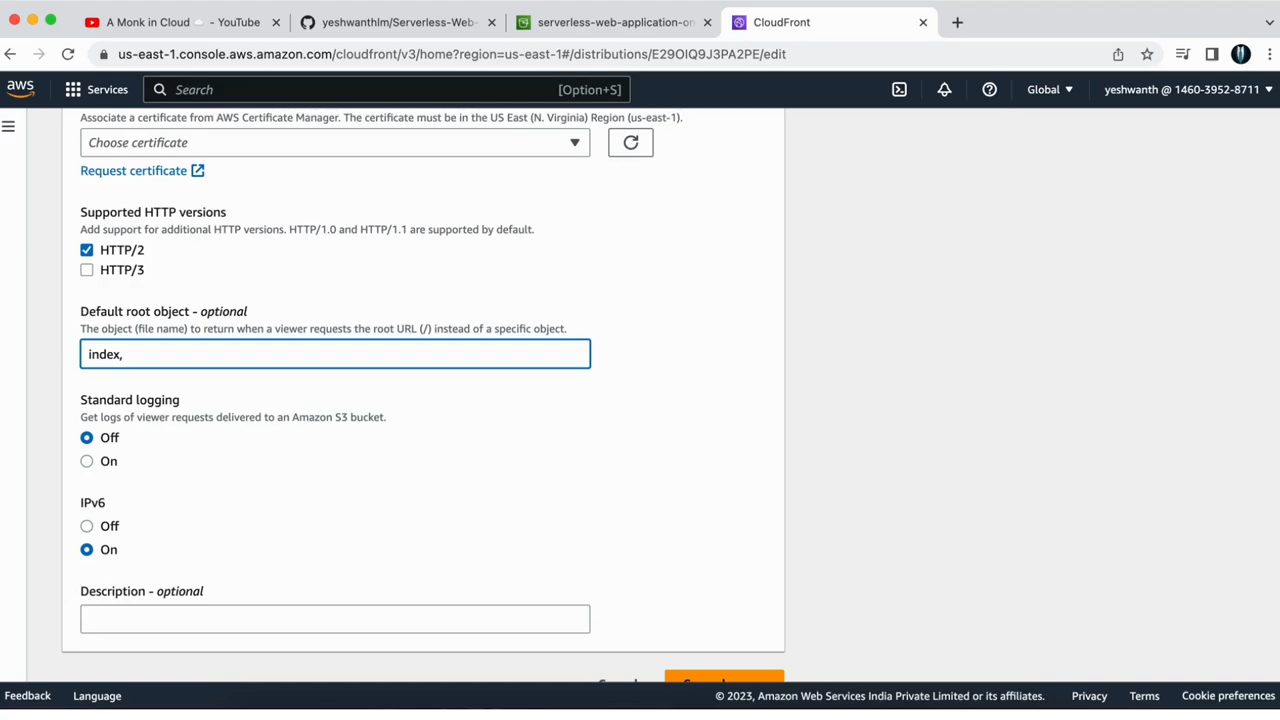 A Monk in Cloud - YouTube
yeshwanthlm/Serverless-Web-
serverless-web-application-on
CloudFront
us-east-1.console.aws.amazon.com/cloudfront/v3/home?region=us-east-1#/distributions/E29OIQ9J3PA2PE/edit
aws
Services
Search
[Option+S]
Global
yeshwanth @ 1460-3952-8711
Associate a certificate from AWS Certificate Manager. The certificate must be in the US East (N. Virginia) Region (us-east-1).
Choose certificate
Request certificate
Supported HTTP versions
Add support for additional HTTP versions. HTTP/1.0 and HTTP/1.1 are supported by default.
HTTP/2
HTTP/3
Default root object - optional
The object (file name) to return when a viewer requests the root URL (/) instead of a specific object.
index,
Standard logging
Get logs of viewer requests delivered to an Amazon S3 bucket.
Off
On
IPv6
Off
On
Description - optional
Feedback
Language
© 2023, Amazon Web Services India Private Limited or its affiliates.
Privacy
Terms
Cookie preferences